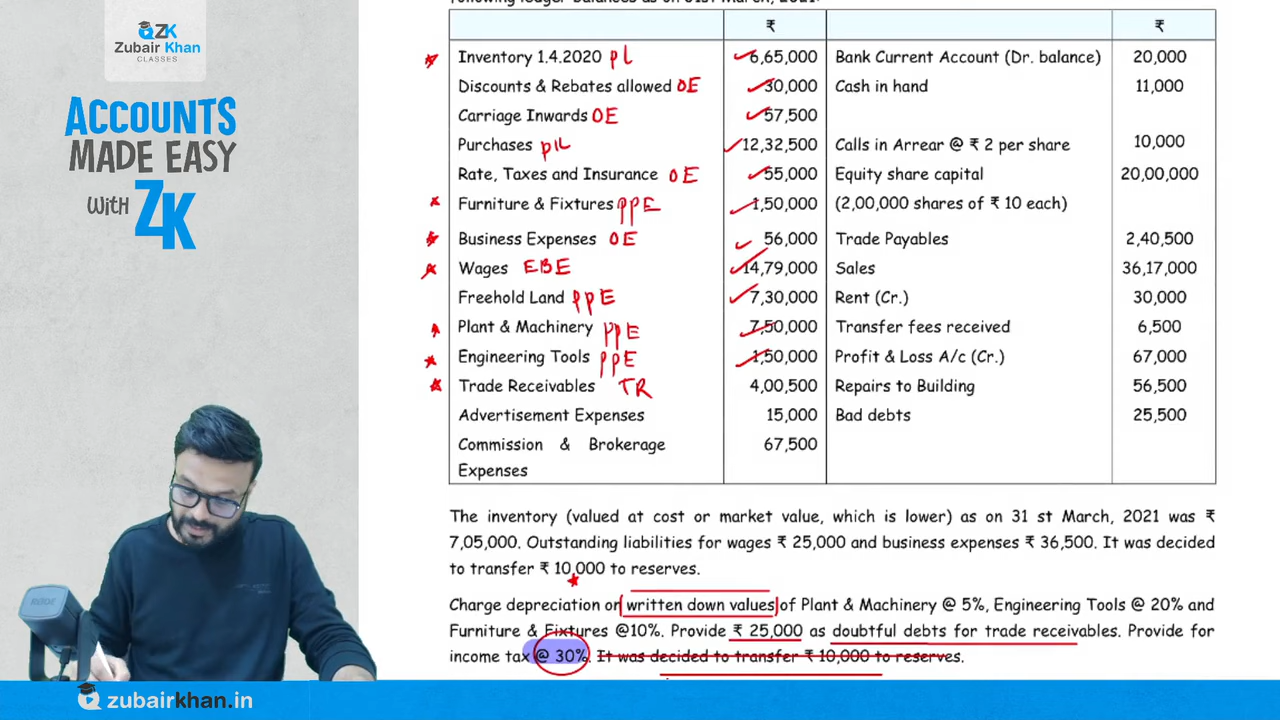 ZK
Zubair Khan
CLASSES
ACCOUNTS
MADE EASY
WITH ZK
following ledger balances as on 31st March, 2021:
₹ ₹
Inventory 1.4.2020 PL 6,65,000 Bank Current Account (Dr. balance) 20,000
Discounts & Rebates allowed OE 30,000 Cash in hand 11,000
Carriage Inwards OE 57,500
Purchases 12,32,500 Calls in Arrear @ ₹ 2 per share 10,000
Rate, Taxes and Insurance OE 55,000 Equity share capital 20,00,000
Furniture & Fixtures PPE 1,50,000 (2,00,000 shares of ₹ 10 each)
Business Expenses OE 56,000 Trade Payables 2,40,500
Wages EBE 14,79,000 Sales 36,17,000
Freehold Land PPE 7,30,000 Rent (Cr.) 30,000
Plant & Machinery PPE 7,50,000 Transfer fees received 6,500
Engineering Tools PPE 1,50,000 Profit & Loss A/c (Cr.) 67,000
Trade Receivables TR 4,00,500 Repairs to Building 56,500
Advertisement Expenses 15,000 Bad debts 25,500
Commission & Brokerage 67,500
Expenses
The inventory (valued at cost or market value, which is lower) as on 31 st March, 2021 was ₹
7,05,000. Outstanding liabilities for wages ₹ 25,000 and business expenses ₹ 36,500. It was decided
to transfer ₹ 10,000 to reserves.
Charge depreciation on written down values of Plant & Machinery @ 5%, Engineering Tools @ 20% and
Furniture & Fixtures @10%. Provide ₹ 25,000 as doubtful debts for trade receivables. Provide for
income tax @ 30%. It was decided to transfer ₹ 10,000 to reserves.
zubairkhan.in